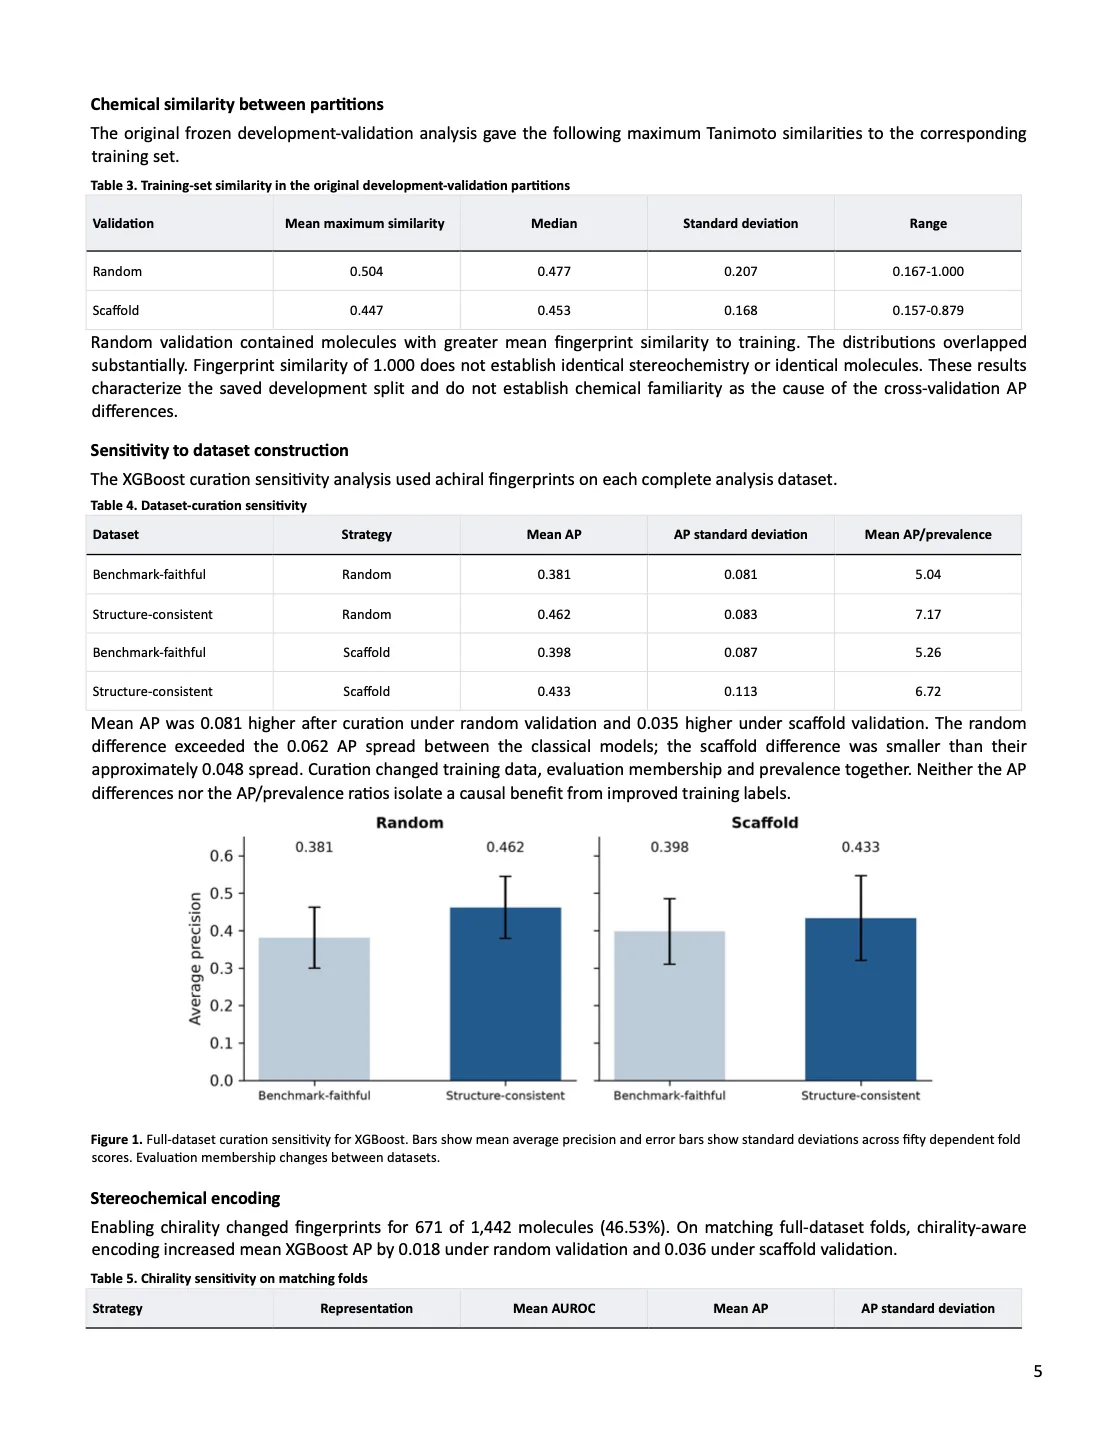 Chemical similarity between partitions
The original frozen development-validation analysis gave the following maximum Tanimoto similarities to the corresponding
training set.
Table 3. Training-set similarity in the original development-validation partitions
Validation Mean maximum similarity Median Standard deviation Range
Random 0.504 0.477 0.207 0.167-1.000
Scaffold 0.447 0.453 0.168 0.157-0.879
Random validation contained molecules with greater mean fingerprint similarity to training. The distributions overlapped
substantially. Fingerprint similarity of 1.000 does not establish identical stereochemistry or identical molecules. These results
characterize the saved development split and do not establish chemical familiarity as the cause of the cross-validation AP
differences.
Sensitivity to dataset construction
The XGBoost curation sensitivity analysis used achiral fingerprints on each complete analysis dataset.
Table 4. Dataset-curation sensitivity
Dataset Strategy Mean AP AP standard deviation Mean AP/prevalence
Benchmark-faithful Random 0.381 0.081 5.04
Structure-consistent Random 0.462 0.083 7.17
Benchmark-faithful Scaffold 0.398 0.087 5.26
Structure-consistent Scaffold 0.433 0.113 6.72
Mean AP was 0.081 higher after curation under random validation and 0.035 higher under scaffold validation. The random
difference exceeded the 0.062 AP spread between the classical models; the scaffold difference was smaller than their
approximately 0.048 spread. Curation changed training data, evaluation membership and prevalence together. Neither the AP
differences nor the AP/prevalence ratios isolate a causal benefit from improved training labels.
Random Scaffold
0.381 0.462 0.398 0.433
Average precision
0.6
0.5
0.4
0.3
0.2
0.1
0.0
Benchmark-faithful Structure-consistent Benchmark-faithful Structure-consistent
Figure 1. Full-dataset curation sensitivity for XGBoost. Bars show mean average precision and error bars show standard deviations across fifty dependent fold
scores. Evaluation membership changes between datasets.
Stereochemical encoding
Enabling chirality changed fingerprints for 671 of 1,442 molecules (46.53%). On matching full-dataset folds, chirality-aware
encoding increased mean XGBoost AP by 0.018 under random validation and 0.036 under scaffold validation.
Table 5. Chirality sensitivity on matching folds
Strategy Representation Mean AUROC Mean AP AP standard deviation
5